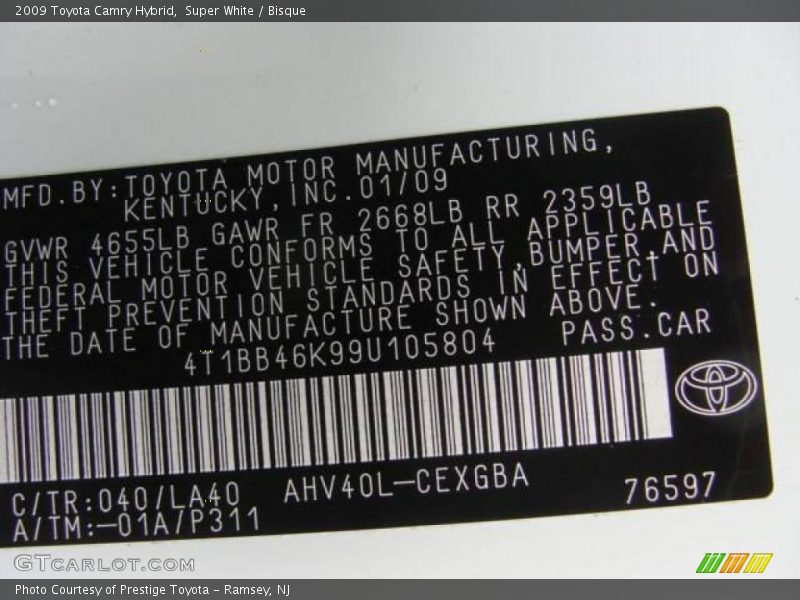 2009 Toyota Camry Hybrid,  Super White / Bisque
MFD.BY:TOYOTA MOTOR MANUFACTURING,
KENTUCKY,INC.01/09
GVWR 4655LB GAWR FR 2668LB RR 2359LB
THIS VEHICLE CONFORMS TO ALL APPLICABLE
FEDERAL MOTOR VEHICLE SAFETY,BUMPER,AND
THEFT PREVENTION STANDARDS IN EFFECT ON
THE DATE OF MANUFACTURE SHOWN ABOVE.
4T1BB46K99U105804 PASS.CAR
C/TR:040/LA40 AHV40L-CEXGBA 76597
A/TM:-01A/P311
GTCARLOT.COM
Photo Courtesy of Prestige Toyota - Ramsey, NJ